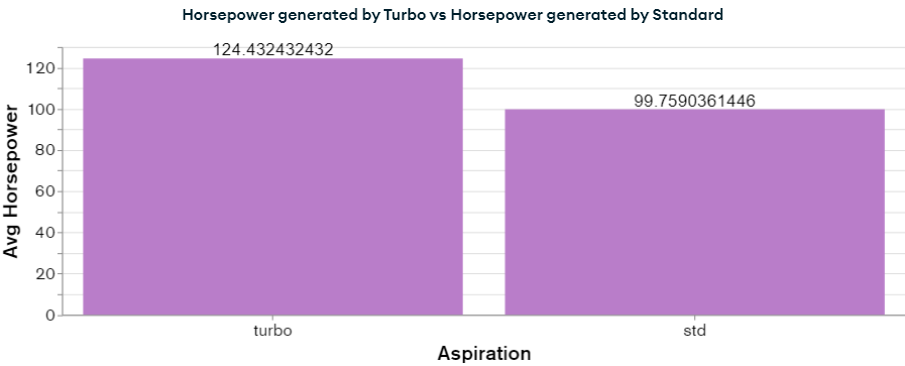 Horsepower generated by Turbo vs Horsepower generated by Standard
124.432432432
99.7590361446
120
100
80
60
40
20
0
Avg Horsepower
turbo
std
Aspiration